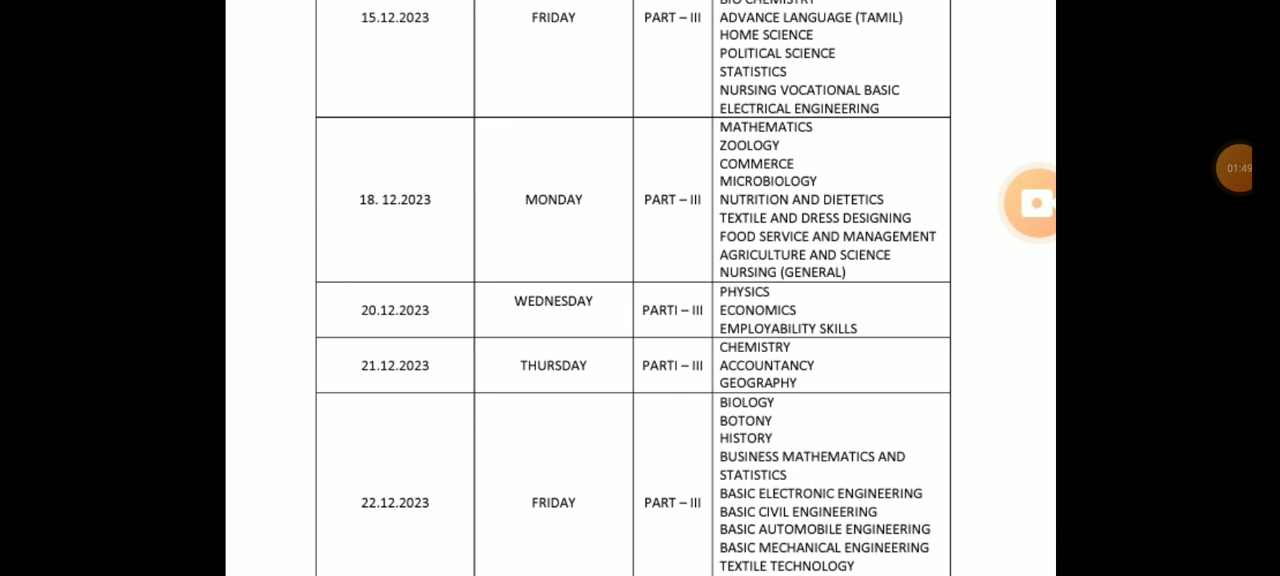 BIO CHEMISTRY
15.12.2023 FRIDAY PART – III ADVANCE LANGUAGE (TAMIL)
HOME SCIENCE
POLITICAL SCIENCE
STATISTICS
NURSING VOCATIONAL BASIC
ELECTRICAL ENGINEERING
MATHEMATICS
ZOOLOGY
COMMERCE
MICROBIOLOGY
18. 12.2023 MONDAY PART – III NUTRITION AND DIETETICS
TEXTILE AND DRESS DESIGNING
FOOD SERVICE AND MANAGEMENT
AGRICULTURE AND SCIENCE
NURSING (GENERAL)
PHYSICS
20.12.2023 WEDNESDAY PARTI – III ECONOMICS
EMPLOYABILITY SKILLS
CHEMISTRY
21.12.2023 THURSDAY PARTI – III ACCOUNTANCY
GEOGRAPHY
BIOLOGY
BOTONY
HISTORY
BUSINESS MATHEMATICS AND
STATISTICS
BASIC ELECTRONIC ENGINEERING
22.12.2023 FRIDAY PART – III BASIC CIVIL ENGINEERING
BASIC AUTOMOBILE ENGINEERING
BASIC MECHANICAL ENGINEERING
TEXTILE TECHNOLOGY
01:49